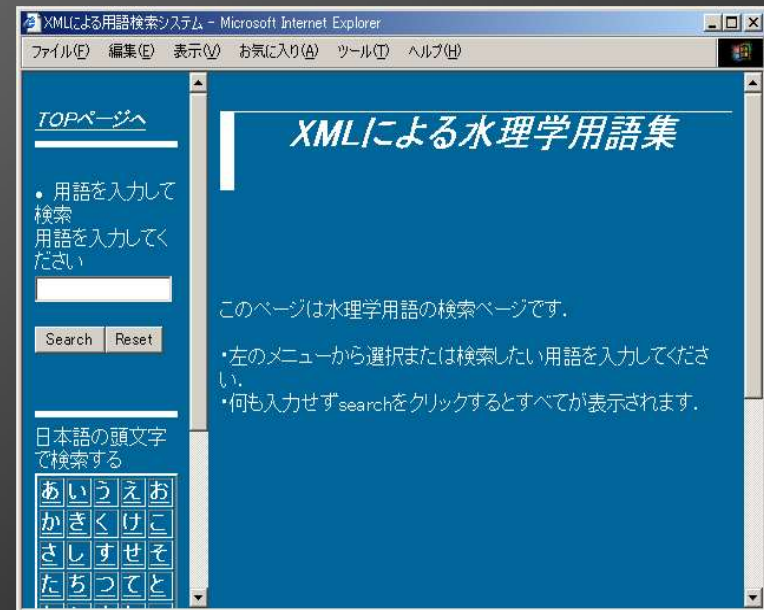 XMLによる用語検索システム - Microsoft Internet Explorer
ファイル(F) 編集(E) 表示(V) お気に入り(A) ツール(T) ヘルプ(H)
TOPページへ
• 用語を入力して
検索
用語を入力してく
ださい
Search Reset
日本語の頭文字
で検索する
あ い う え お
か き く け こ
さ し す せ そ
た ち つ て と
XMLによる水理学用語集
このページは水理学用語の検索ページです.
・左のメニューから選択または検索したい用語を入力してくださ
い.
・何も入力せずsearchをクリックするとすべてが表示されます.